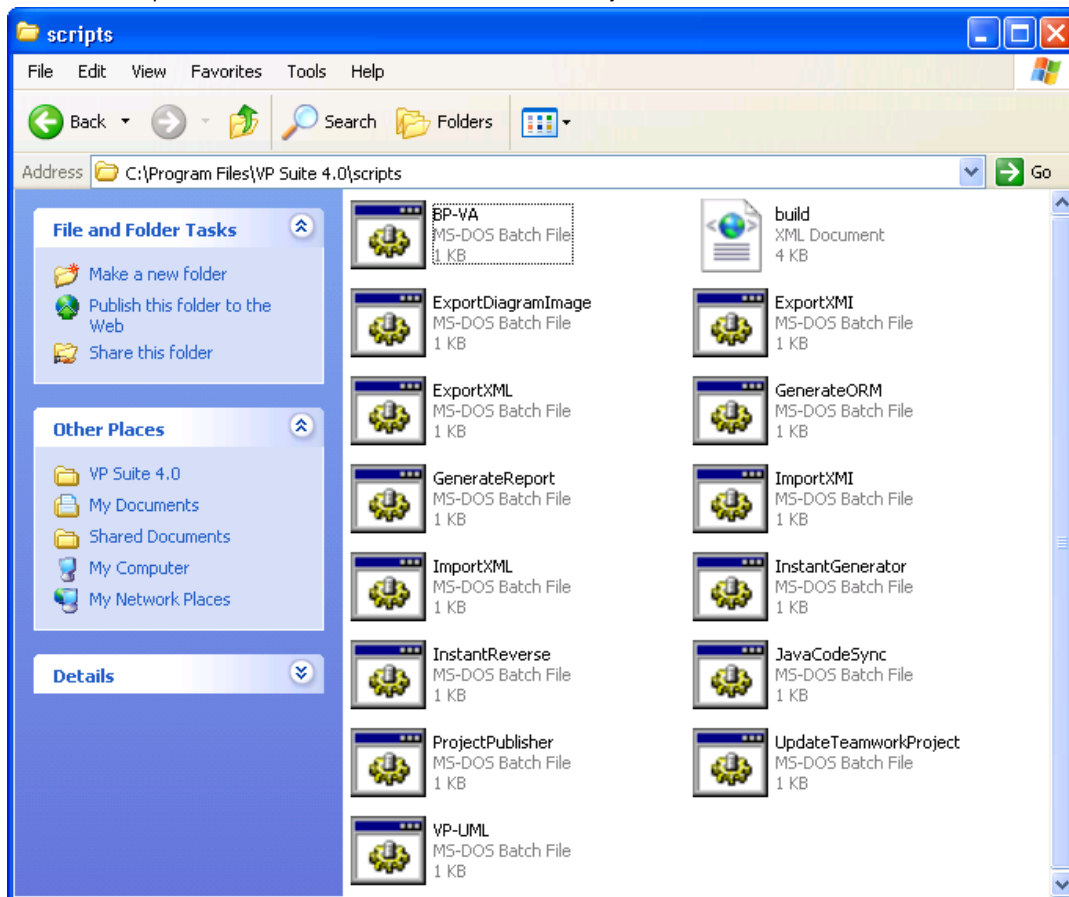 scripts
File Edit View Favorites Tools Help
Back Search Folders
Address C:\Program Files\VP Suite 4.0\scripts Go
File and Folder Tasks
Make a new folder
Publish this folder to the
Web
Share this folder
Other Places
VP Suite 4.0
My Documents
Shared Documents
My Computer
My Network Places
Details
BP-VA
MS-DOS Batch File
1 KB
build
XML Document
4 KB
ExportDiagramImage
MS-DOS Batch File
1 KB
ExportXMI
MS-DOS Batch File
1 KB
ExportXML
MS-DOS Batch File
1 KB
GenerateORM
MS-DOS Batch File
1 KB
GenerateReport
MS-DOS Batch File
1 KB
ImportXMI
MS-DOS Batch File
1 KB
ImportXML
MS-DOS Batch File
1 KB
InstantGenerator
MS-DOS Batch File
1 KB
InstantReverse
MS-DOS Batch File
1 KB
JavaCodeSync
MS-DOS Batch File
1 KB
ProjectPublisher
MS-DOS Batch File
1 KB
UpdateTeamworkProject
MS-DOS Batch File
1 KB
VP-UML
MS-DOS Batch File
1 KB